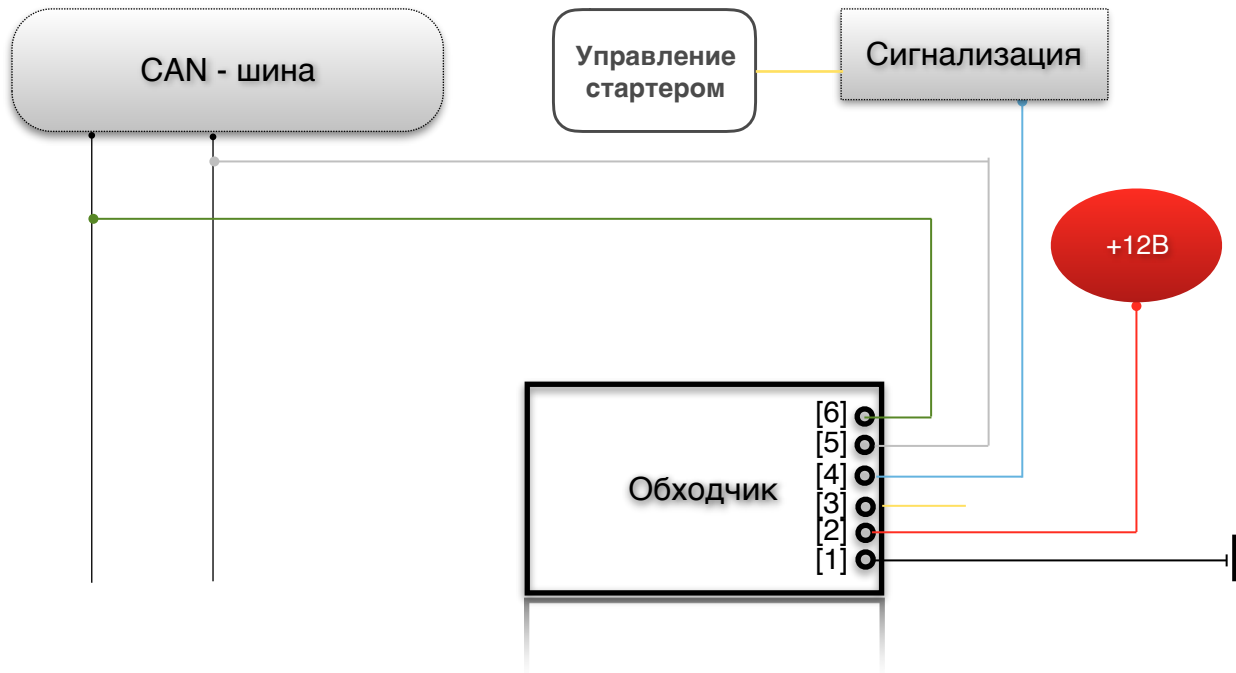 CAN - шина
Управление
стартером
Сигнализация
+12В
Обходчик
[6]
[5]
[4]
[3]
[2]
[1]